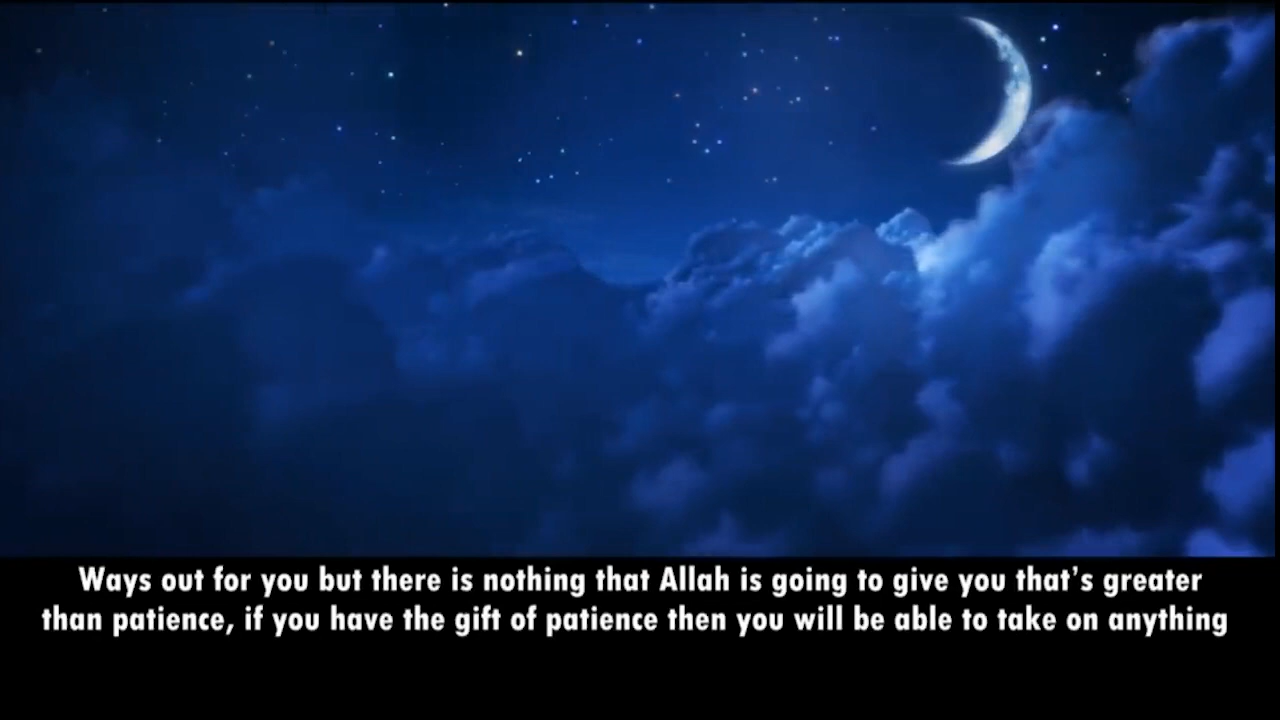 Ways out for you but there is nothing that Allah is going to give you that’s greater
than patience, if you have the gift of patience then you will be able to take on anything